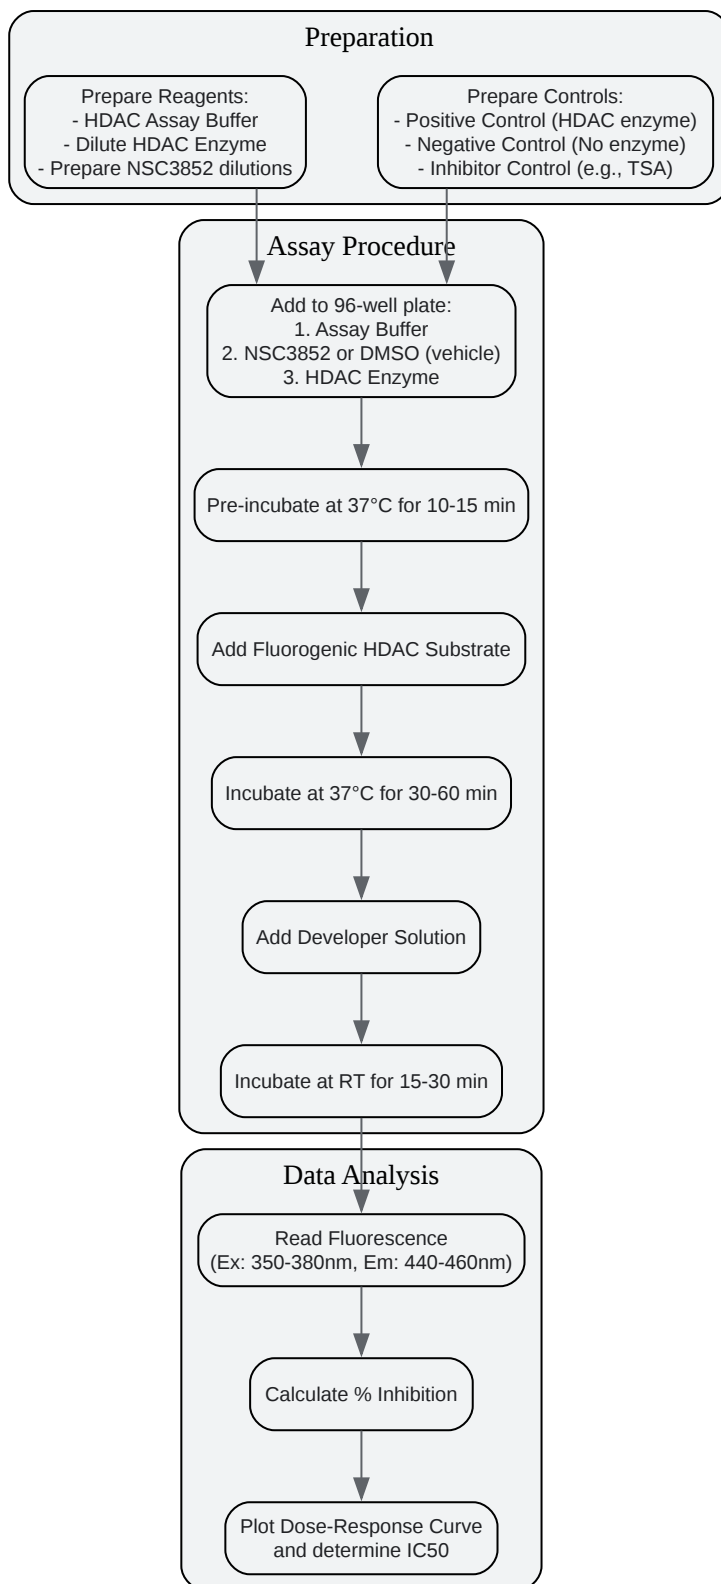 Preparation
Prepare Reagents:
- HDAC Assay Buffer
- Dilute HDAC Enzyme
- Prepare NSC3852 dilutions
Prepare Controls:
- Positive Control (HDAC enzyme)
- Negative Control (No enzyme)
- Inhibitor Control (e.g., TSA)
Assay Procedure
Add to 96-well plate:
1. Assay Buffer
2. NSC3852 or DMSO (vehicle)
3. HDAC Enzyme
Pre-incubate at 37°C for 10-15 min
Add Fluorogenic HDAC Substrate
Incubate at 37°C for 30-60 min
Add Developer Solution
Incubate at RT for 15-30 min
Data Analysis
Read Fluorescence
(Ex: 350-380nm, Em: 440-460nm)
Calculate % Inhibition
Plot Dose-Response Curve
and determine IC50